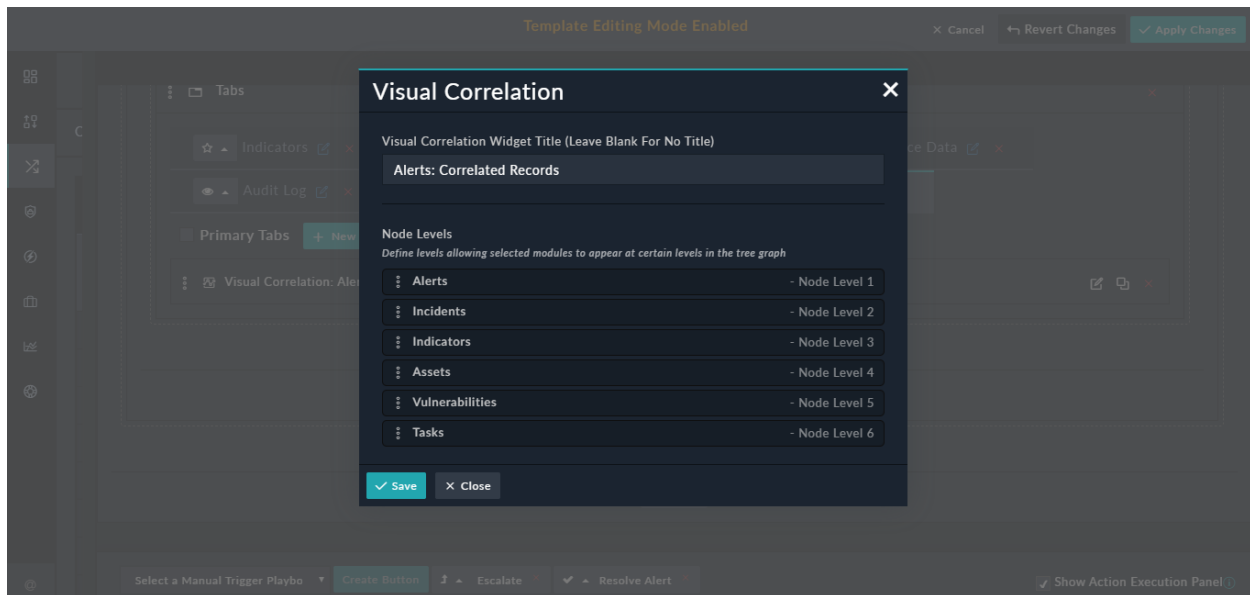 Template Editing Mode Enabled
Cancel
Revert Changes
Apply Changes
Tabs
Visual Correlation
Visual Correlation Widget Title (Leave Blank For No Title)
Alerts: Correlated Records
Indicators
ce Data
Audit Log
Primary Tabs
+ New
Visual Correlation: Ale
Node Levels
Define levels allowing selected modules to appear at certain levels in the tree graph
Alerts - Node Level 1
Incidents - Node Level 2
Indicators - Node Level 3
Assets - Node Level 4
Vulnerabilities - Node Level 5
Tasks - Node Level 6
Save
Close
Select a Manual Trigger Playbo
Create Button
Escalate
Resolve Alert
Show Action Execution Panel